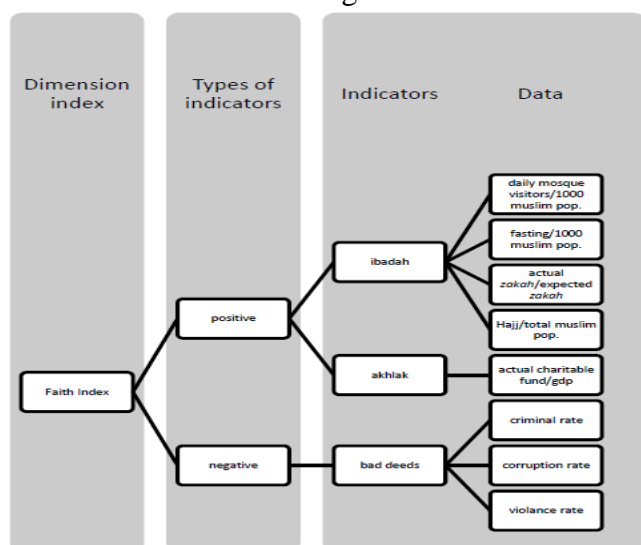 Dimension
index
Types of
indicators
Indicators
Data
daily mosque
visitors/1000
muslim pop.
fasting/1000
muslim pop.
ibadah
actual
zakah/expected
zakah
positive
Hajj/total muslim
pop.
Faith Index
akhlak
actual charitable
fund/gdp
criminal rate
negative
bad deeds
corruption rate
violance rate